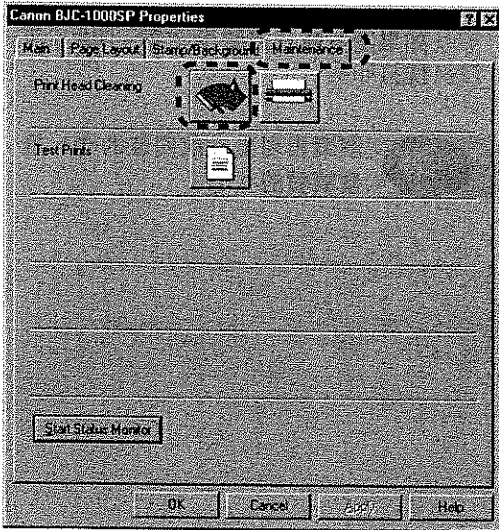 Canon BJC-1000SP Properties
Main Page Layout Stamp/Background Maintenance
Print Head Cleaning
Test Prints
Start Status Monitor
OK Cancel Apply Help